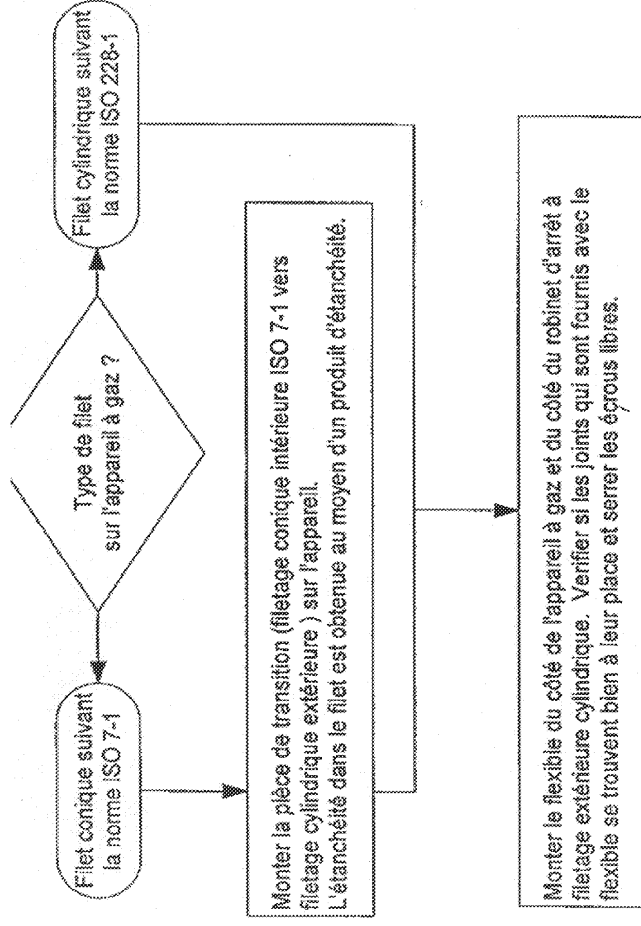 Type de filet
sur l'appareil à gaz ?
Filet conique suivant
la norme ISO 7-1
Filet cylindrique suivant
la norme ISO 228-1
Monter la pièce de transition (filetage conique intérieure ISO 7-1 vers
filetage cylindrique extérieure ) sur l'appareil.
L'étanchéité dans le filet est obtenue au moyen d'un produit d'étanchéité.
Monter le flexible du côté de l'appareil à gaz et du côté du robinet d'arrêt à
filetage extérieure cylindrique. Verifier si les joints qui sont fournis avec le
flexible se trouvent bien à leur place et serrer les écrous libres.